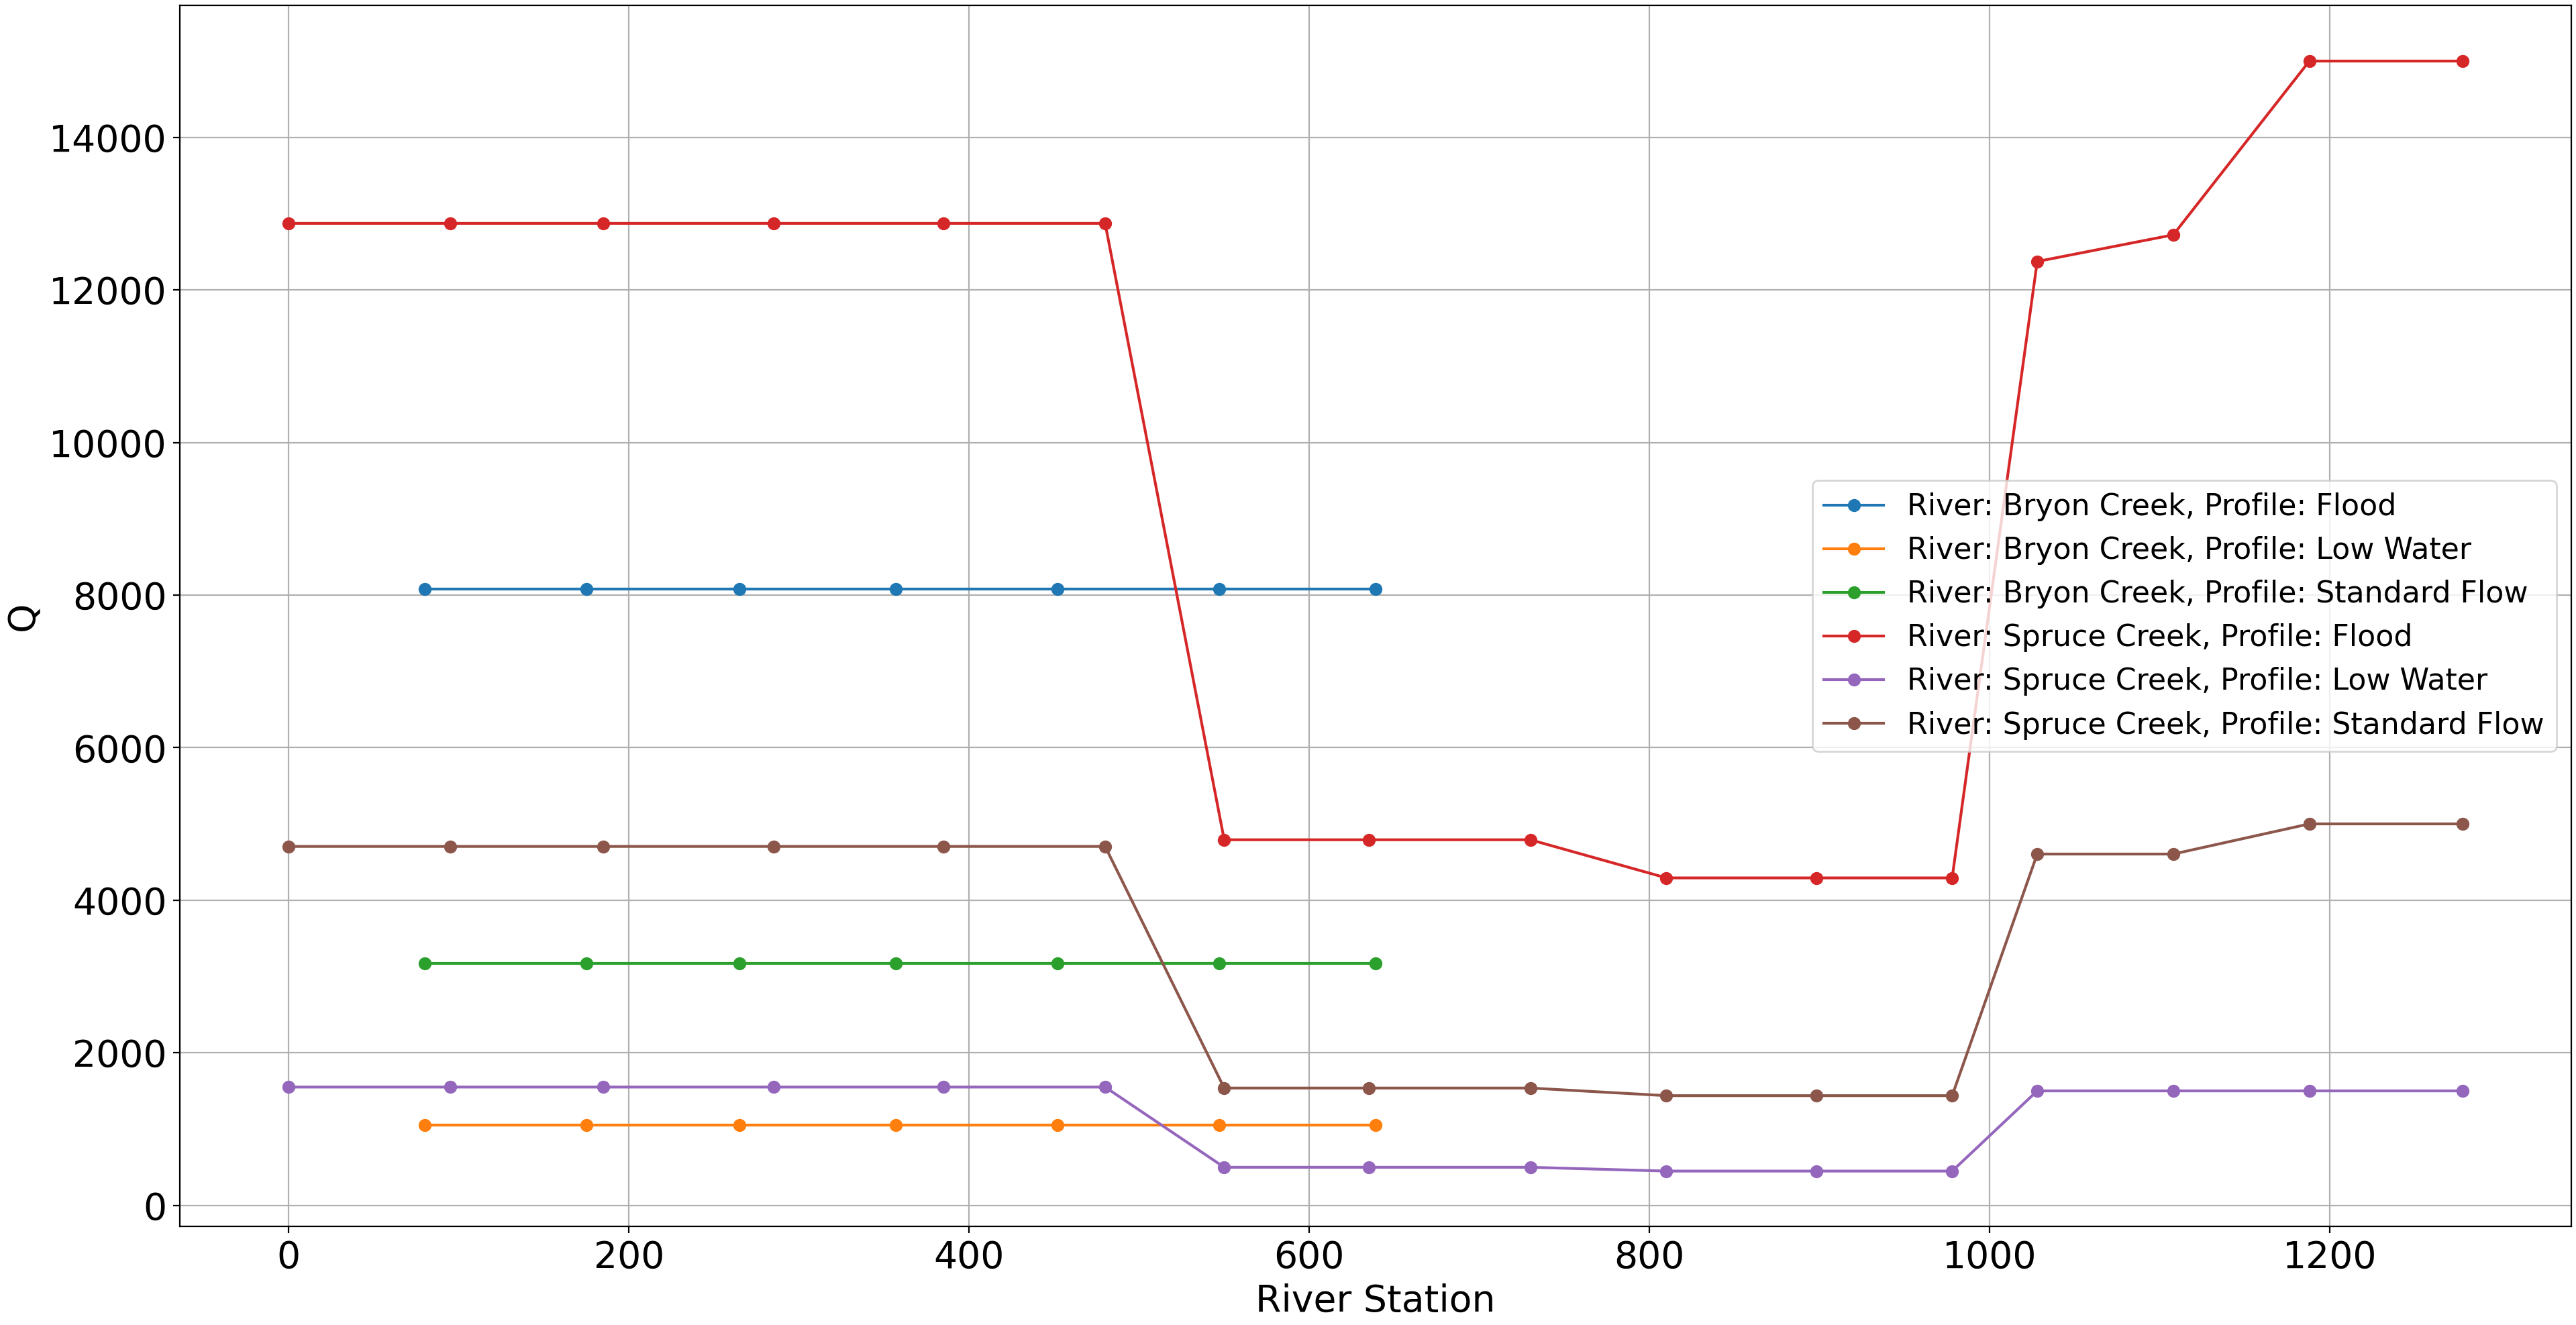 14000
12000
10000
8000
6000
4000
2000
0
Q
River: Bryon Creek, Profile: Flood
River: Bryon Creek, Profile: Low Water
River: Bryon Creek, Profile: Standard Flow
River: Spruce Creek, Profile: Flood
River: Spruce Creek, Profile: Low Water
River: Spruce Creek, Profile: Standard Flow
0 200 400 600 800 1000 1200
River Station